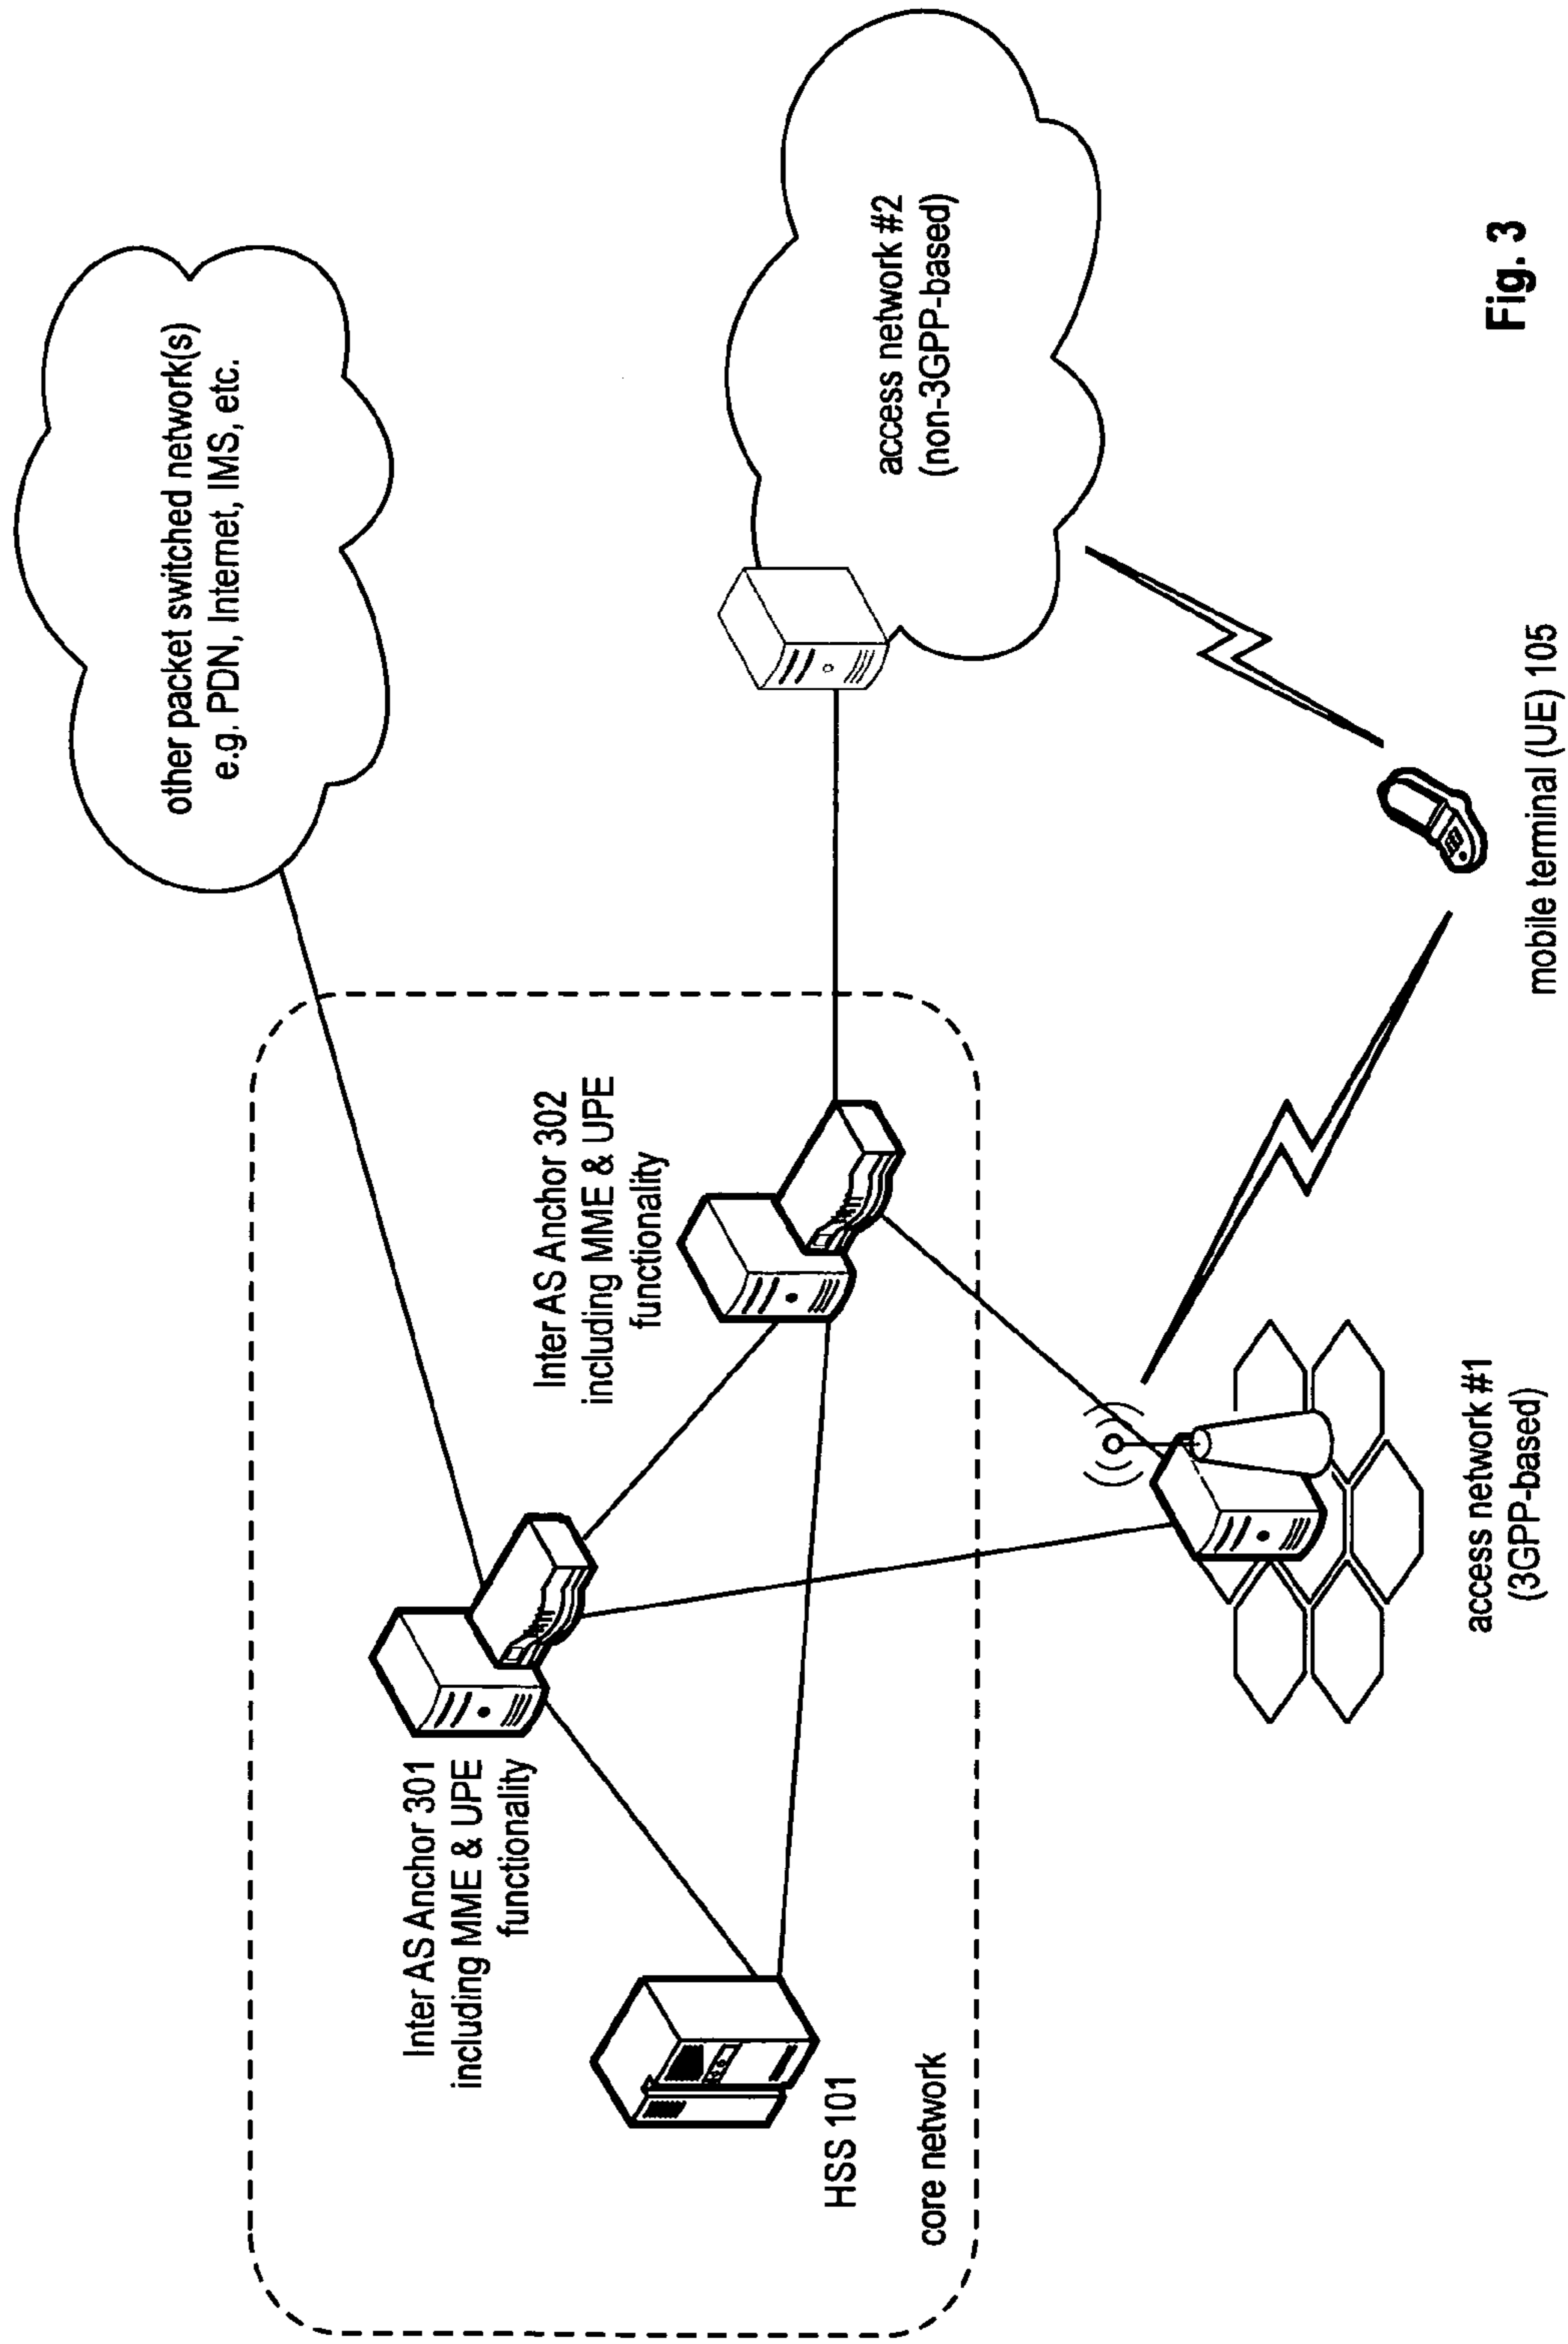 other packet switched network(s)
e.g. PDN, Internet, IMS, etc.
Inter AS Anchor 301
including MME & UPE
functionality
Inter AS Anchor 302
including MME & UPE
functionality
access network #2
(non-3GPP-based)
HSS 101
core network
access network #1
(3GPP-based)
mobile terminal (UE) 105
Fig. 3